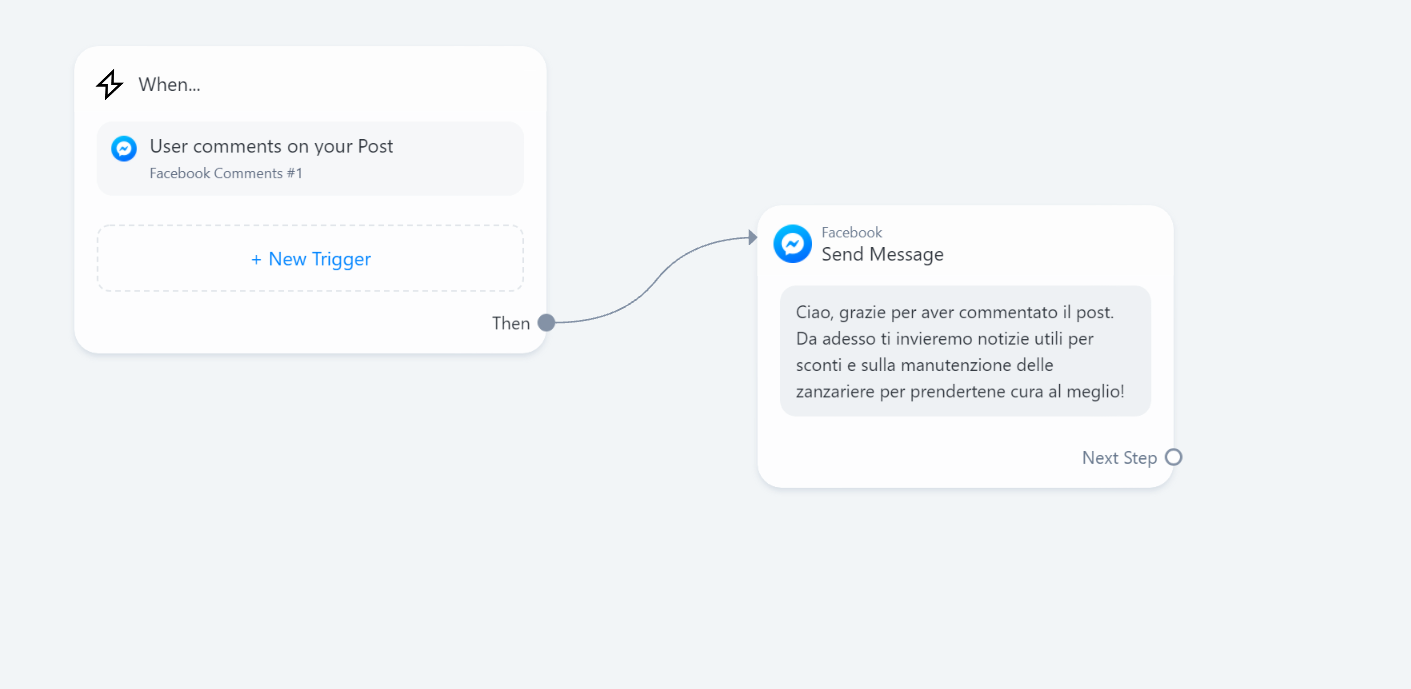 When...
User comments on your Post
Facebook Comments #1
+ New Trigger
Then
Facebook
Send Message
Ciao, grazie per aver commentato il post.
Da adesso ti invieremo notizie utili per
sconti e sulla manutenzione delle
zanzariere per prendertene cura al meglio!
Next Step